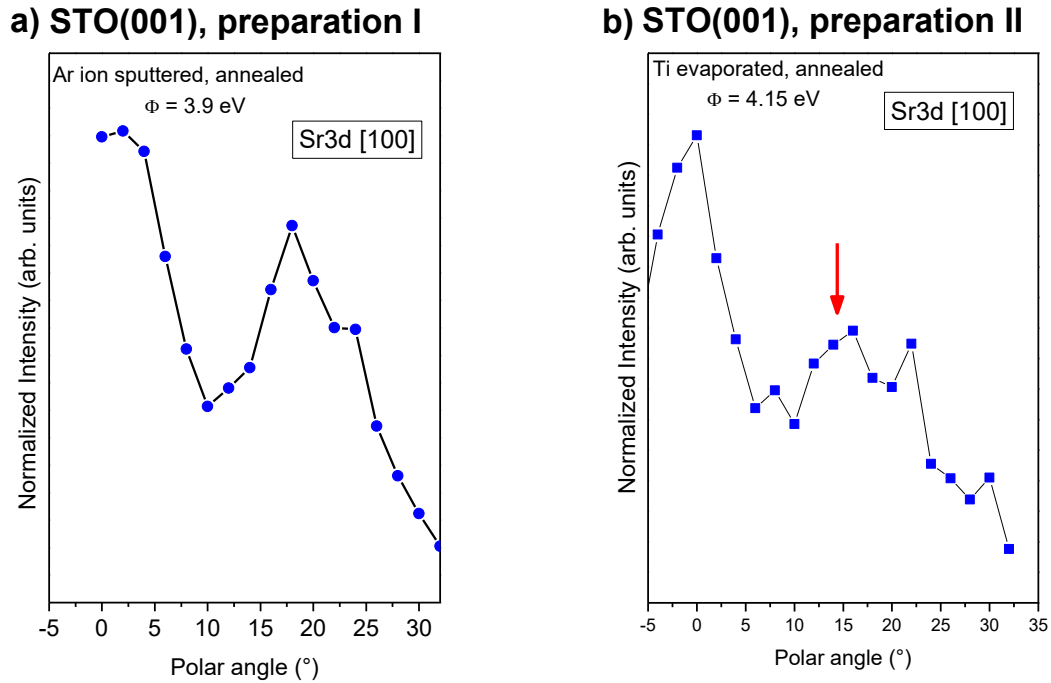 a) STO(001), preparation I
Ar ion sputtered, annealed
Φ = 3.9 eV
Sr3d [100]
Normalized Intensity (arb. units)
-5 0 5 10 15 20 25 30
Polar angle (°)
b) STO(001), preparation II
Ti evaporated, annealed
Φ = 4.15 eV
Sr3d [100]
Normalized Intensity (arb. units)
-5 0 5 10 15 20 25 30 35
Polar angle (°)